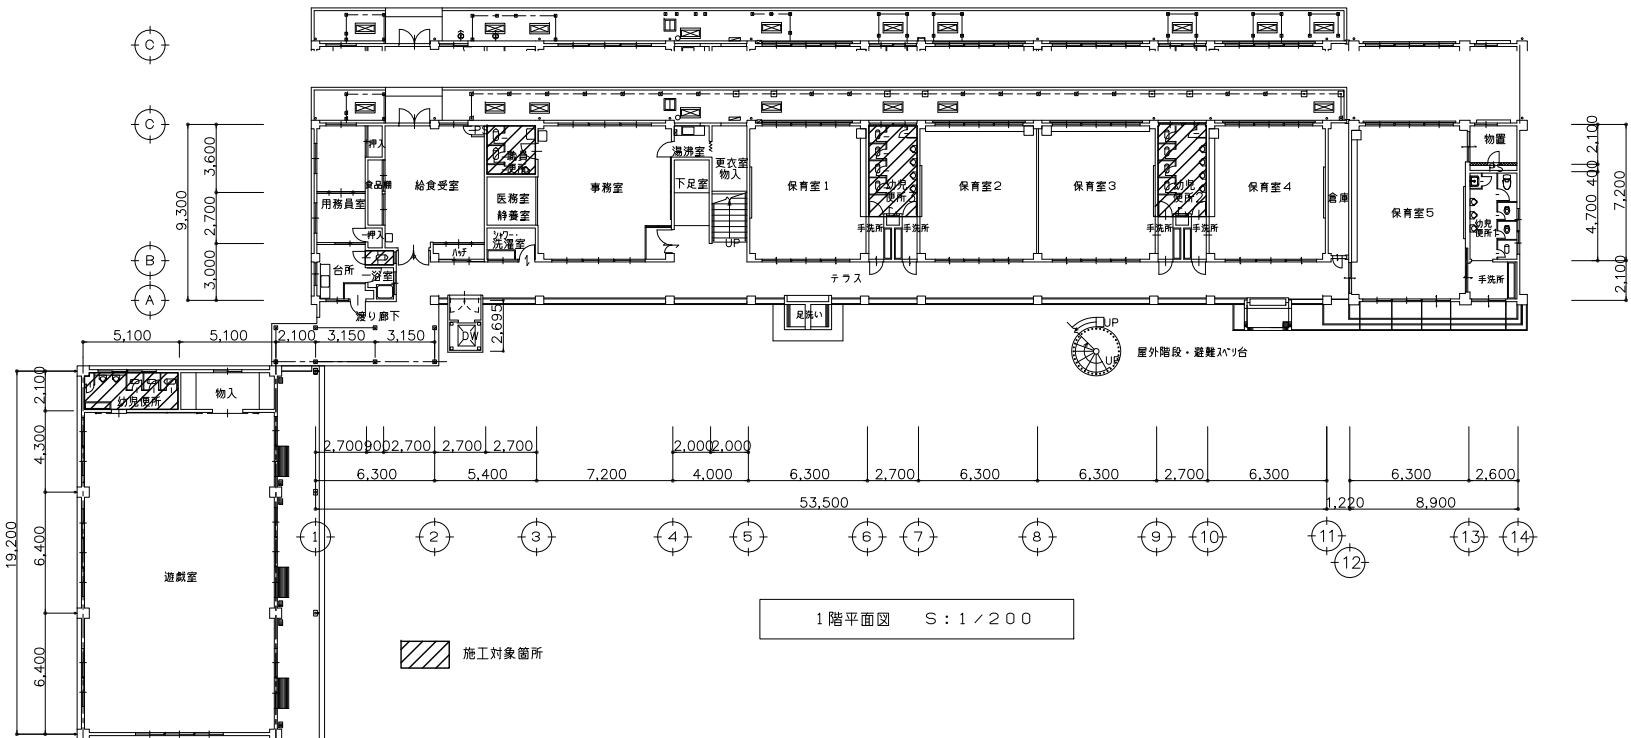 C
C
B
A
3,600
2,700
3,000
9,300
押入
食品棚
用務員室
押入
台所
浴室
渡り廊下
給食受室
ハッチ
PS
職員
便所
医務室
静養室
シャワー・
洗濯室
事務室
湯沸室
下足室
更衣室
物入
UP
保育室1
幼児
便所
手洗所
手洗所
保育室2
保育室3
幼児
便所
手洗所
手洗所
保育室4
倉庫
保育室5
物置
PS
幼児
便所
手洗所
テラス
足洗い
DW
2,695
UP
UP
屋外階段・避難スベリ台
2,100
4,700
400
2,100
7,200
5,100
5,100
2,100
3,150
3,150
幼児便所
物入
遊戯室
2,100
4,300
6,400
6,400
19,200
2,700
900
2,700
2,700
2,700
2,000
2,000
6,300
5,400
7,200
4,000
6,300
2,700
6,300
6,300
2,700
6,300
6,300
2,600
53,500
1,220
8,900
1
2
3
4
5
6
7
8
9
10
11
12
13
14
1階平面図 S:1/200
施工対象箇所